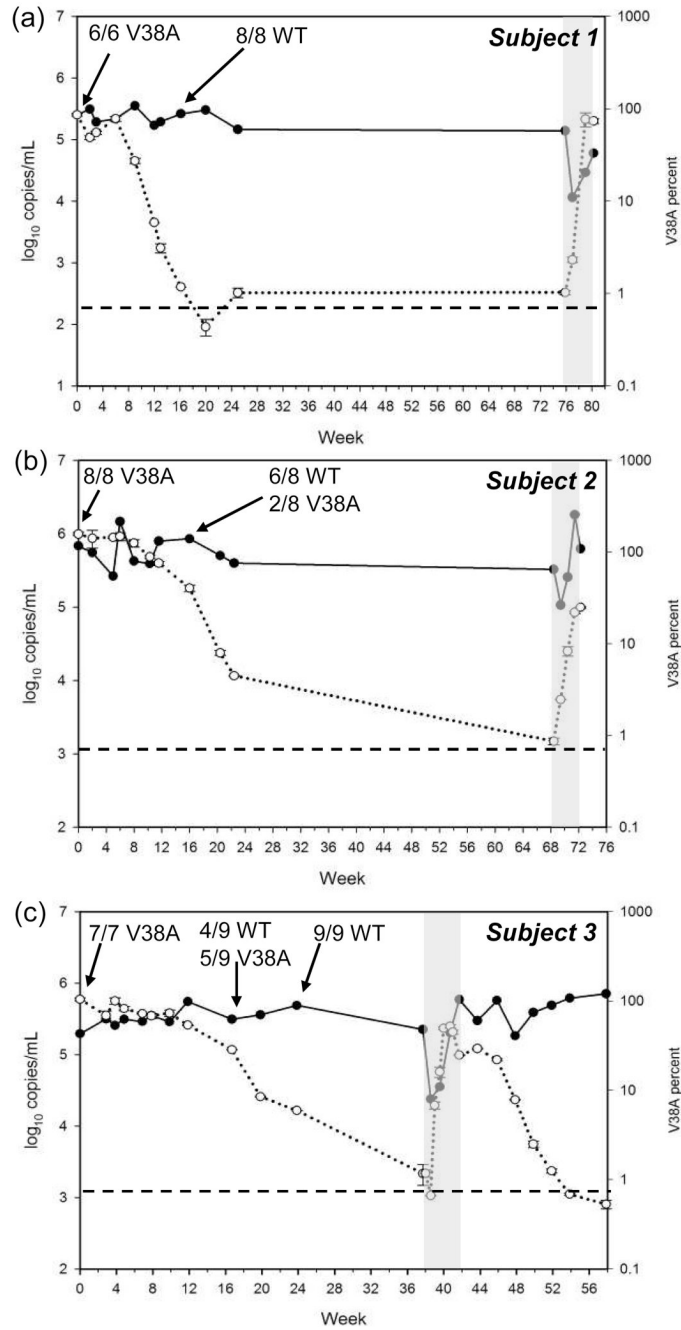 (a)
7
6
5
4
3
2
1
log10 copies/mL
6/6 V38A
8/8 WT
Subject 1
1000
100
10
1
0.1
V38A percent
0 4 8 12 16 20 24 28 32 36 40 44 48 52 56 60 64 68 72 76 80
Week
(b)
7
6
5
4
3
2
log10 copies/mL
8/8 V38A
6/8 WT
2/8 V38A
Subject 2
1000
100
10
1
0.1
V38A percent
0 4 8 12 16 20 24 28 32 36 40 44 48 52 56 60 64 68 72 76
Week
(c)
7
6
5
4
3
2
log10 copies/mL
7/7 V38A
4/9 WT
5/9 V38A
9/9 WT
Subject 3
1000
100
10
1
0.1
V38A percent
0 4 8 12 16 20 24 28 32 36 40 44 48 52 56
Week